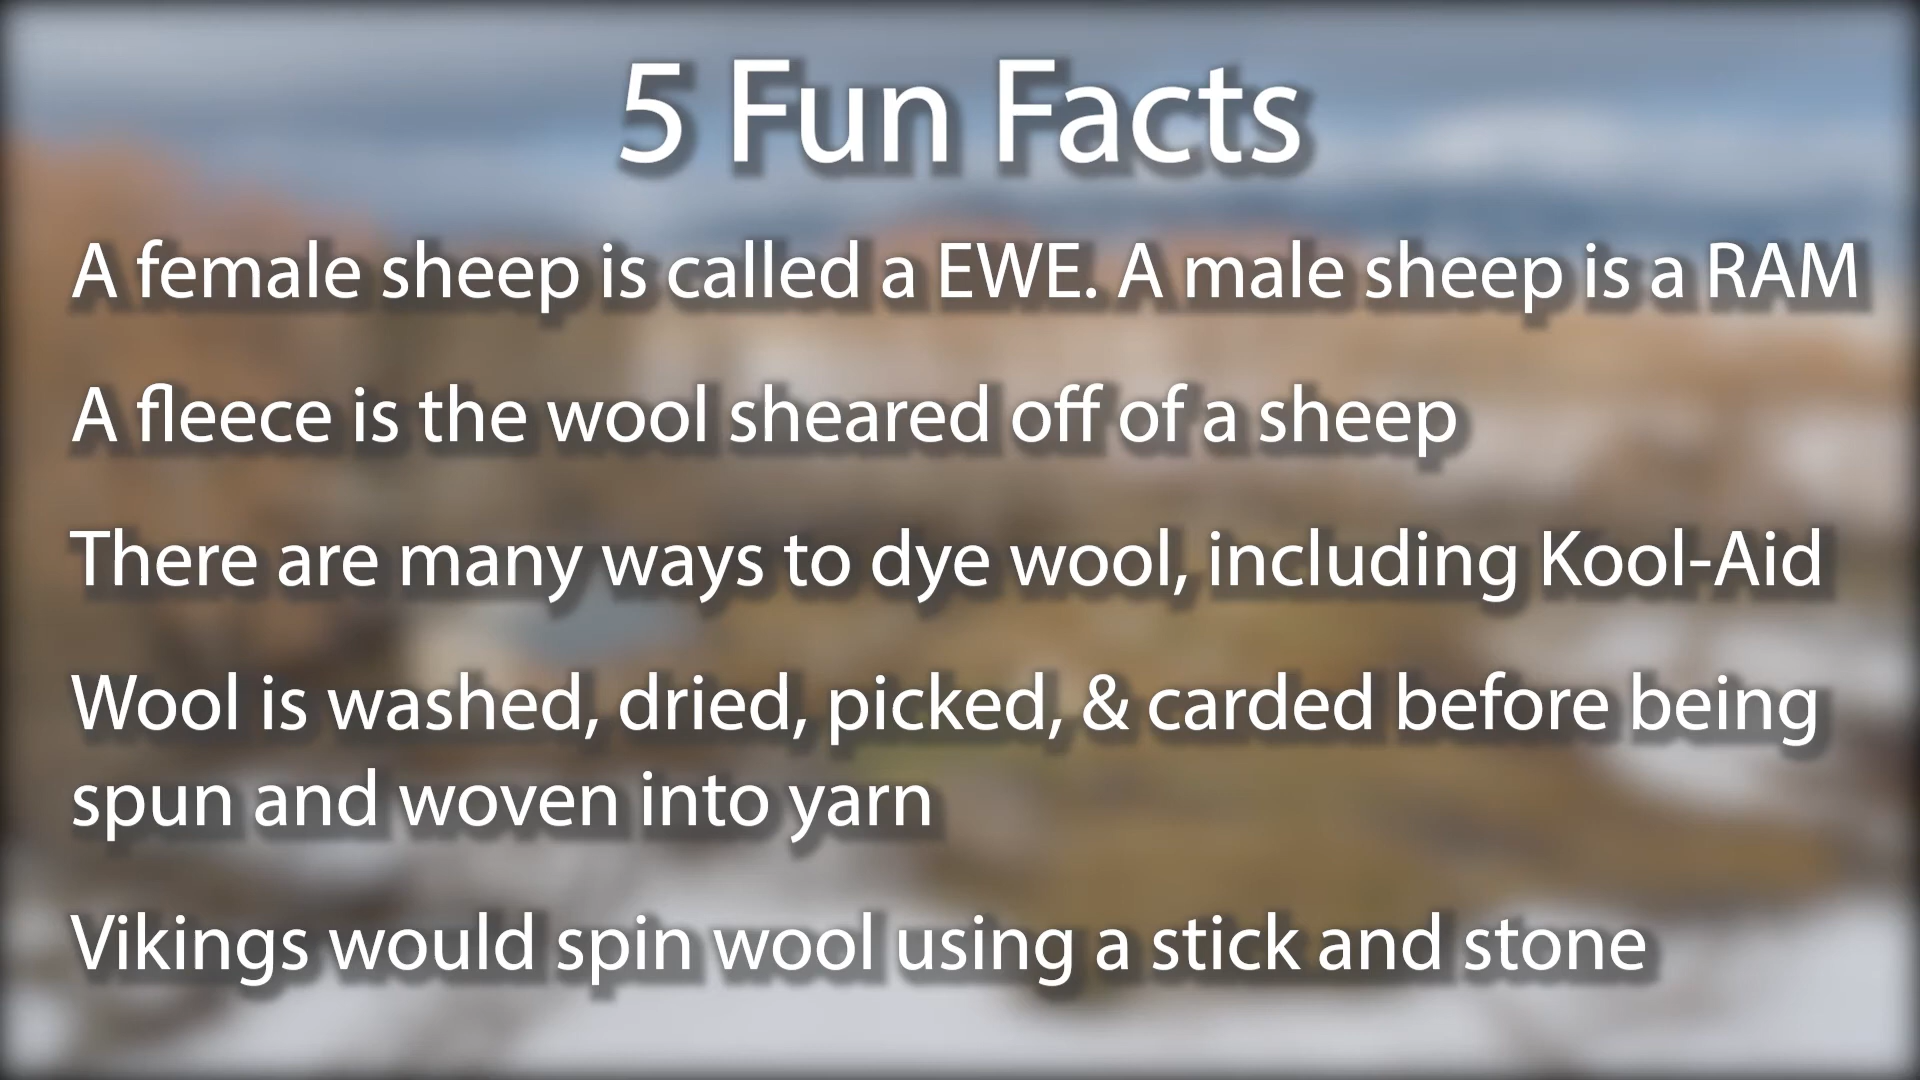 5 Fun Facts
A female sheep is called a EWE. A male sheep is a RAM
A fleece is the wool sheared off of a sheep
There are many ways to dye wool, including Kool-Aid
Wool is washed, dried, picked, & carded before being
spun and woven into yarn
Vikings would spin wool using a stick and stone